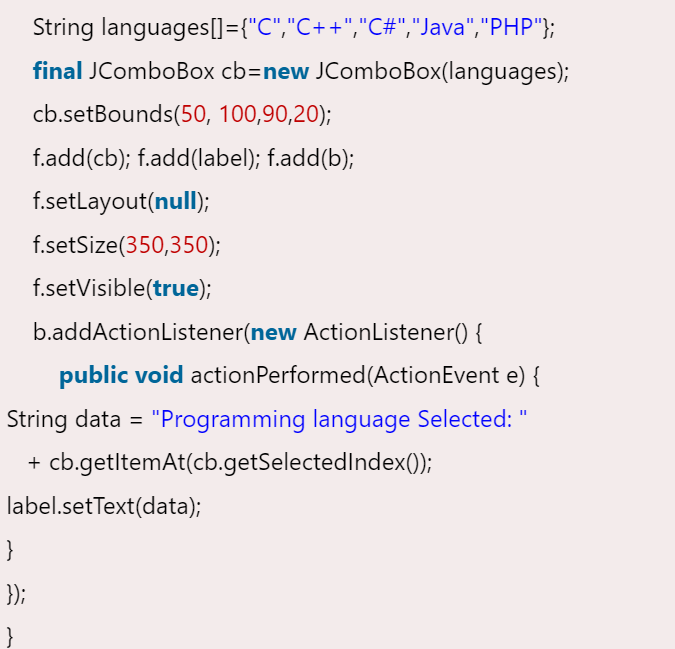 String languages[]={"C","C++","C#","Java","PHP"};
final JComboBox cb=new JComboBox(languages);
cb.setBounds(50, 100,90,20);
f.add(cb); f.add(label); f.add(b);
f.setLayout(null);
f.setSize(350,350);
f.setVisible(true);
b.addActionListener(new ActionListener() {
public void actionPerformed(ActionEvent e) {
String data = "Programming language Selected: "
+ cb.getItemAt(cb.getSelectedIndex());
label.setText(data);
}
});
}